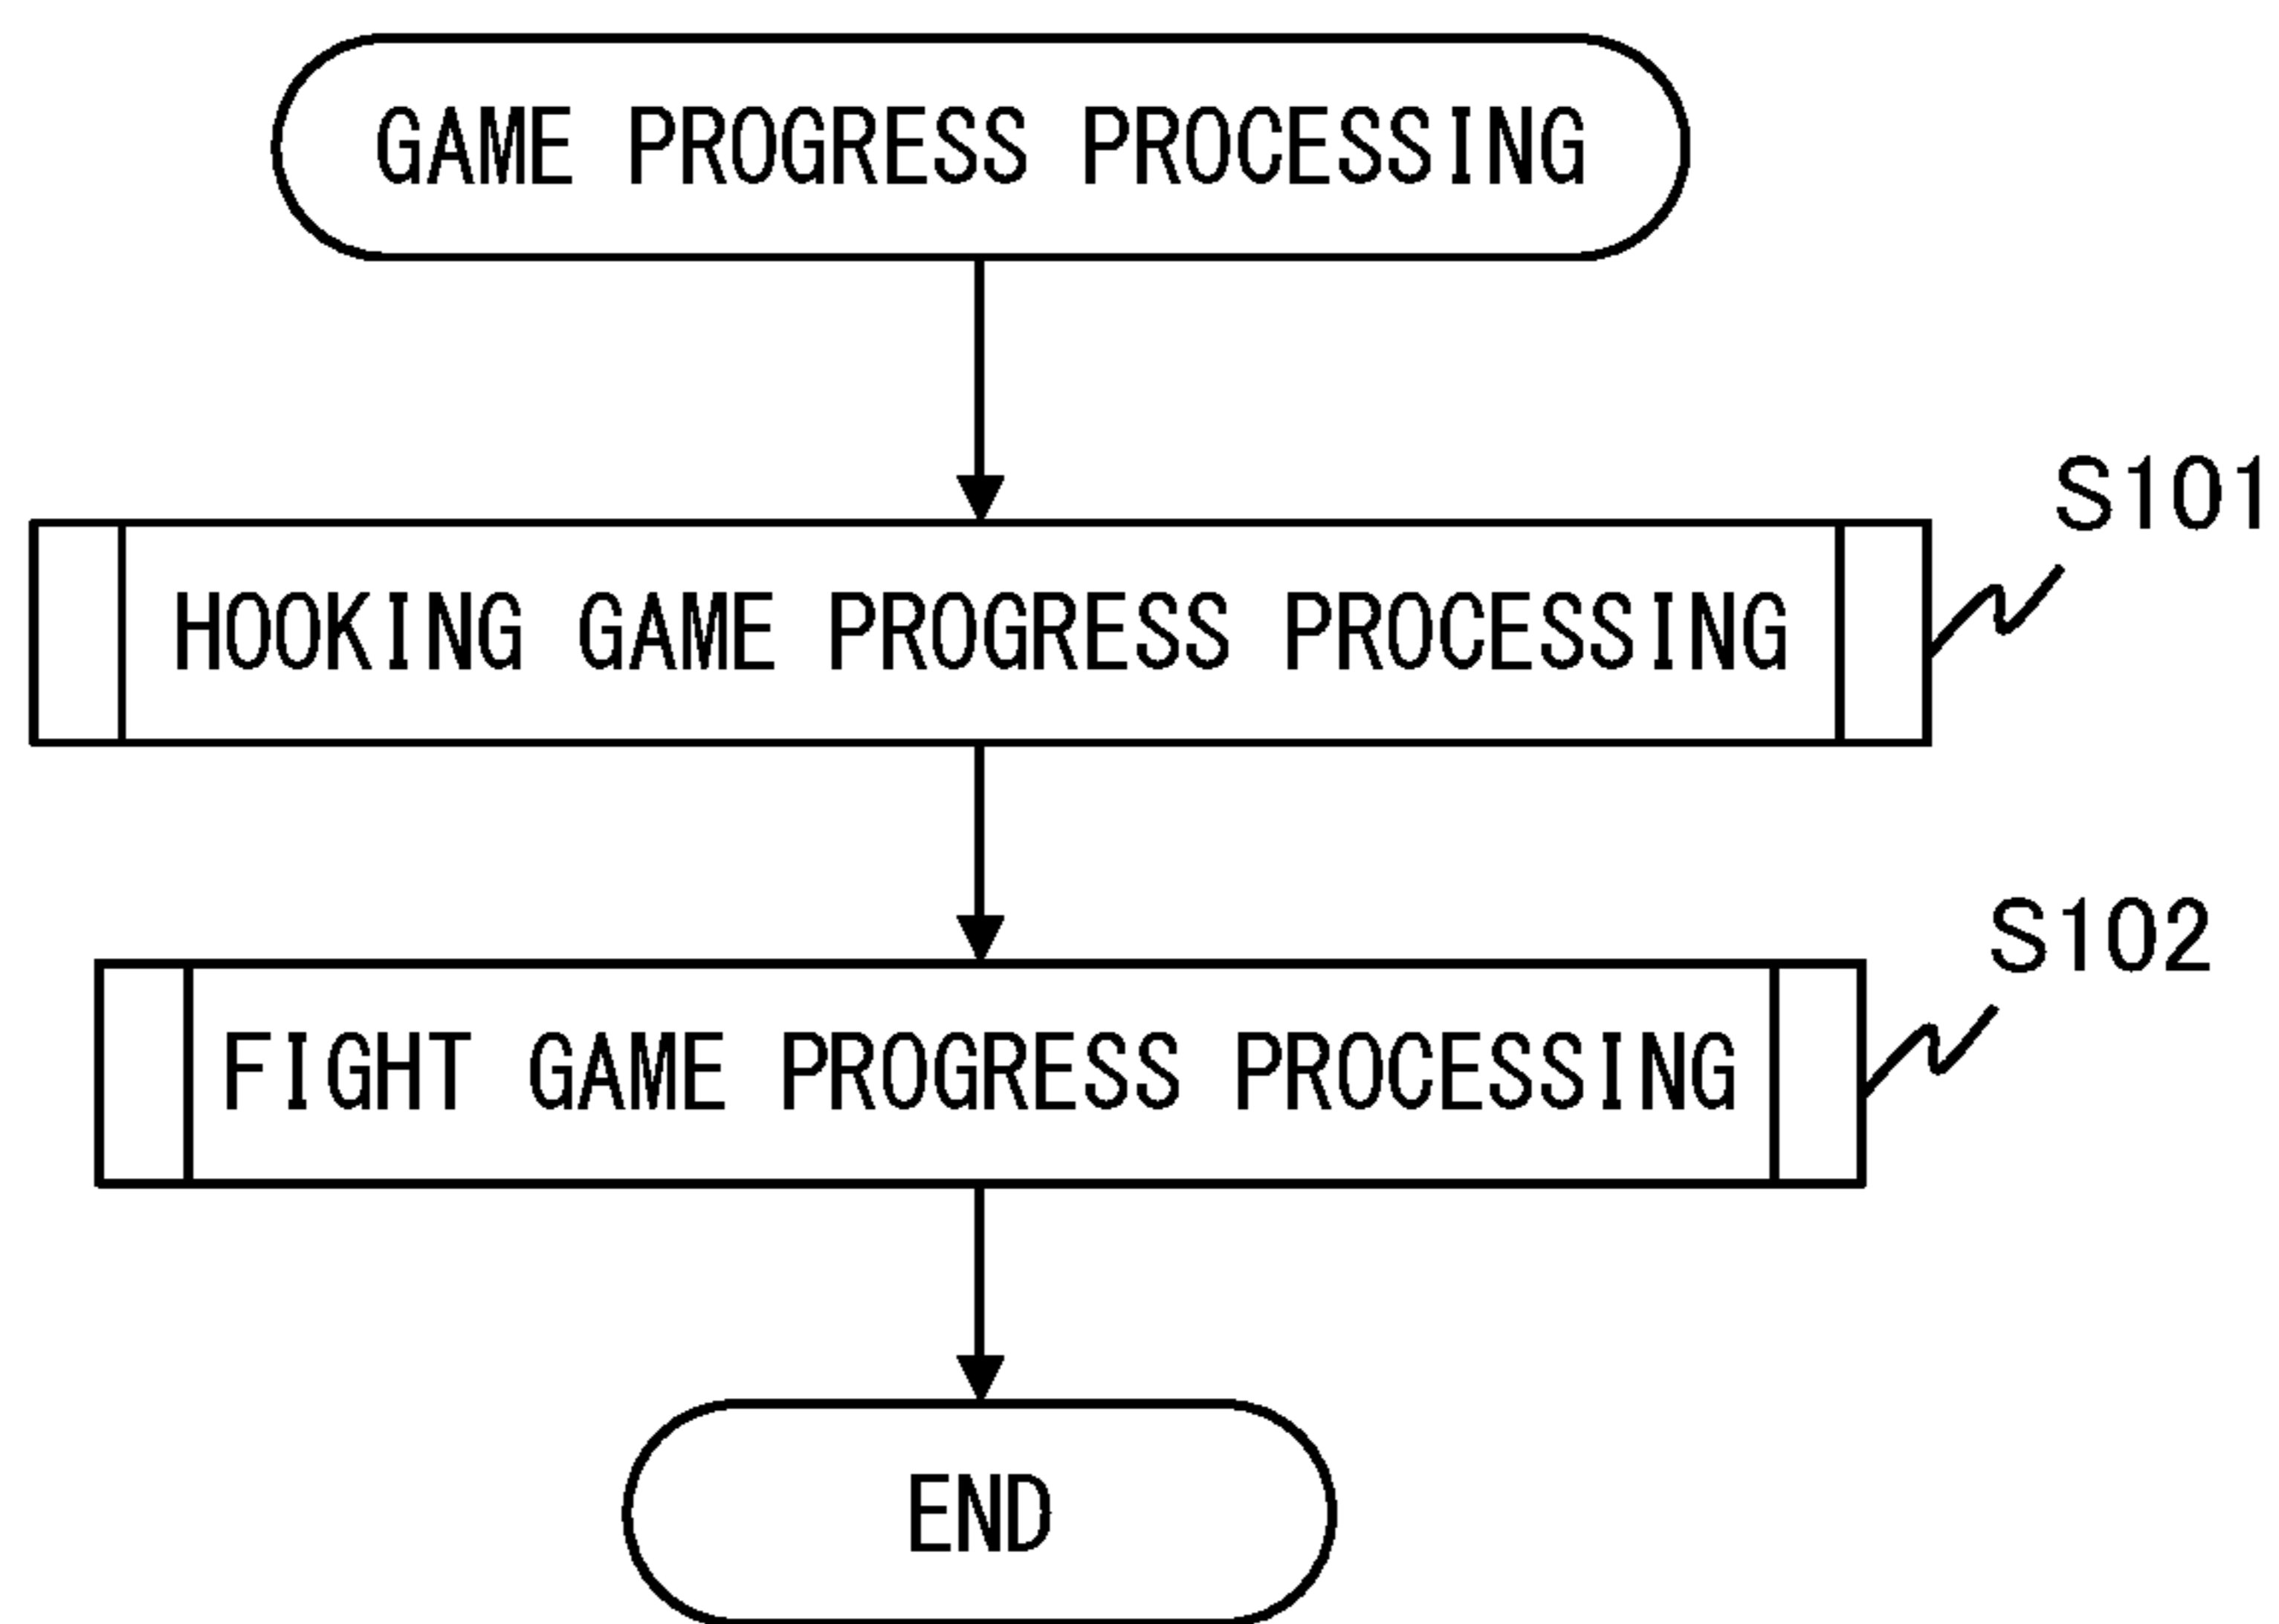 GAME PROGRESS PROCESSING
S101
HOOKING GAME PROGRESS PROCESSING
S102
FIGHT GAME PROGRESS PROCESSING
END